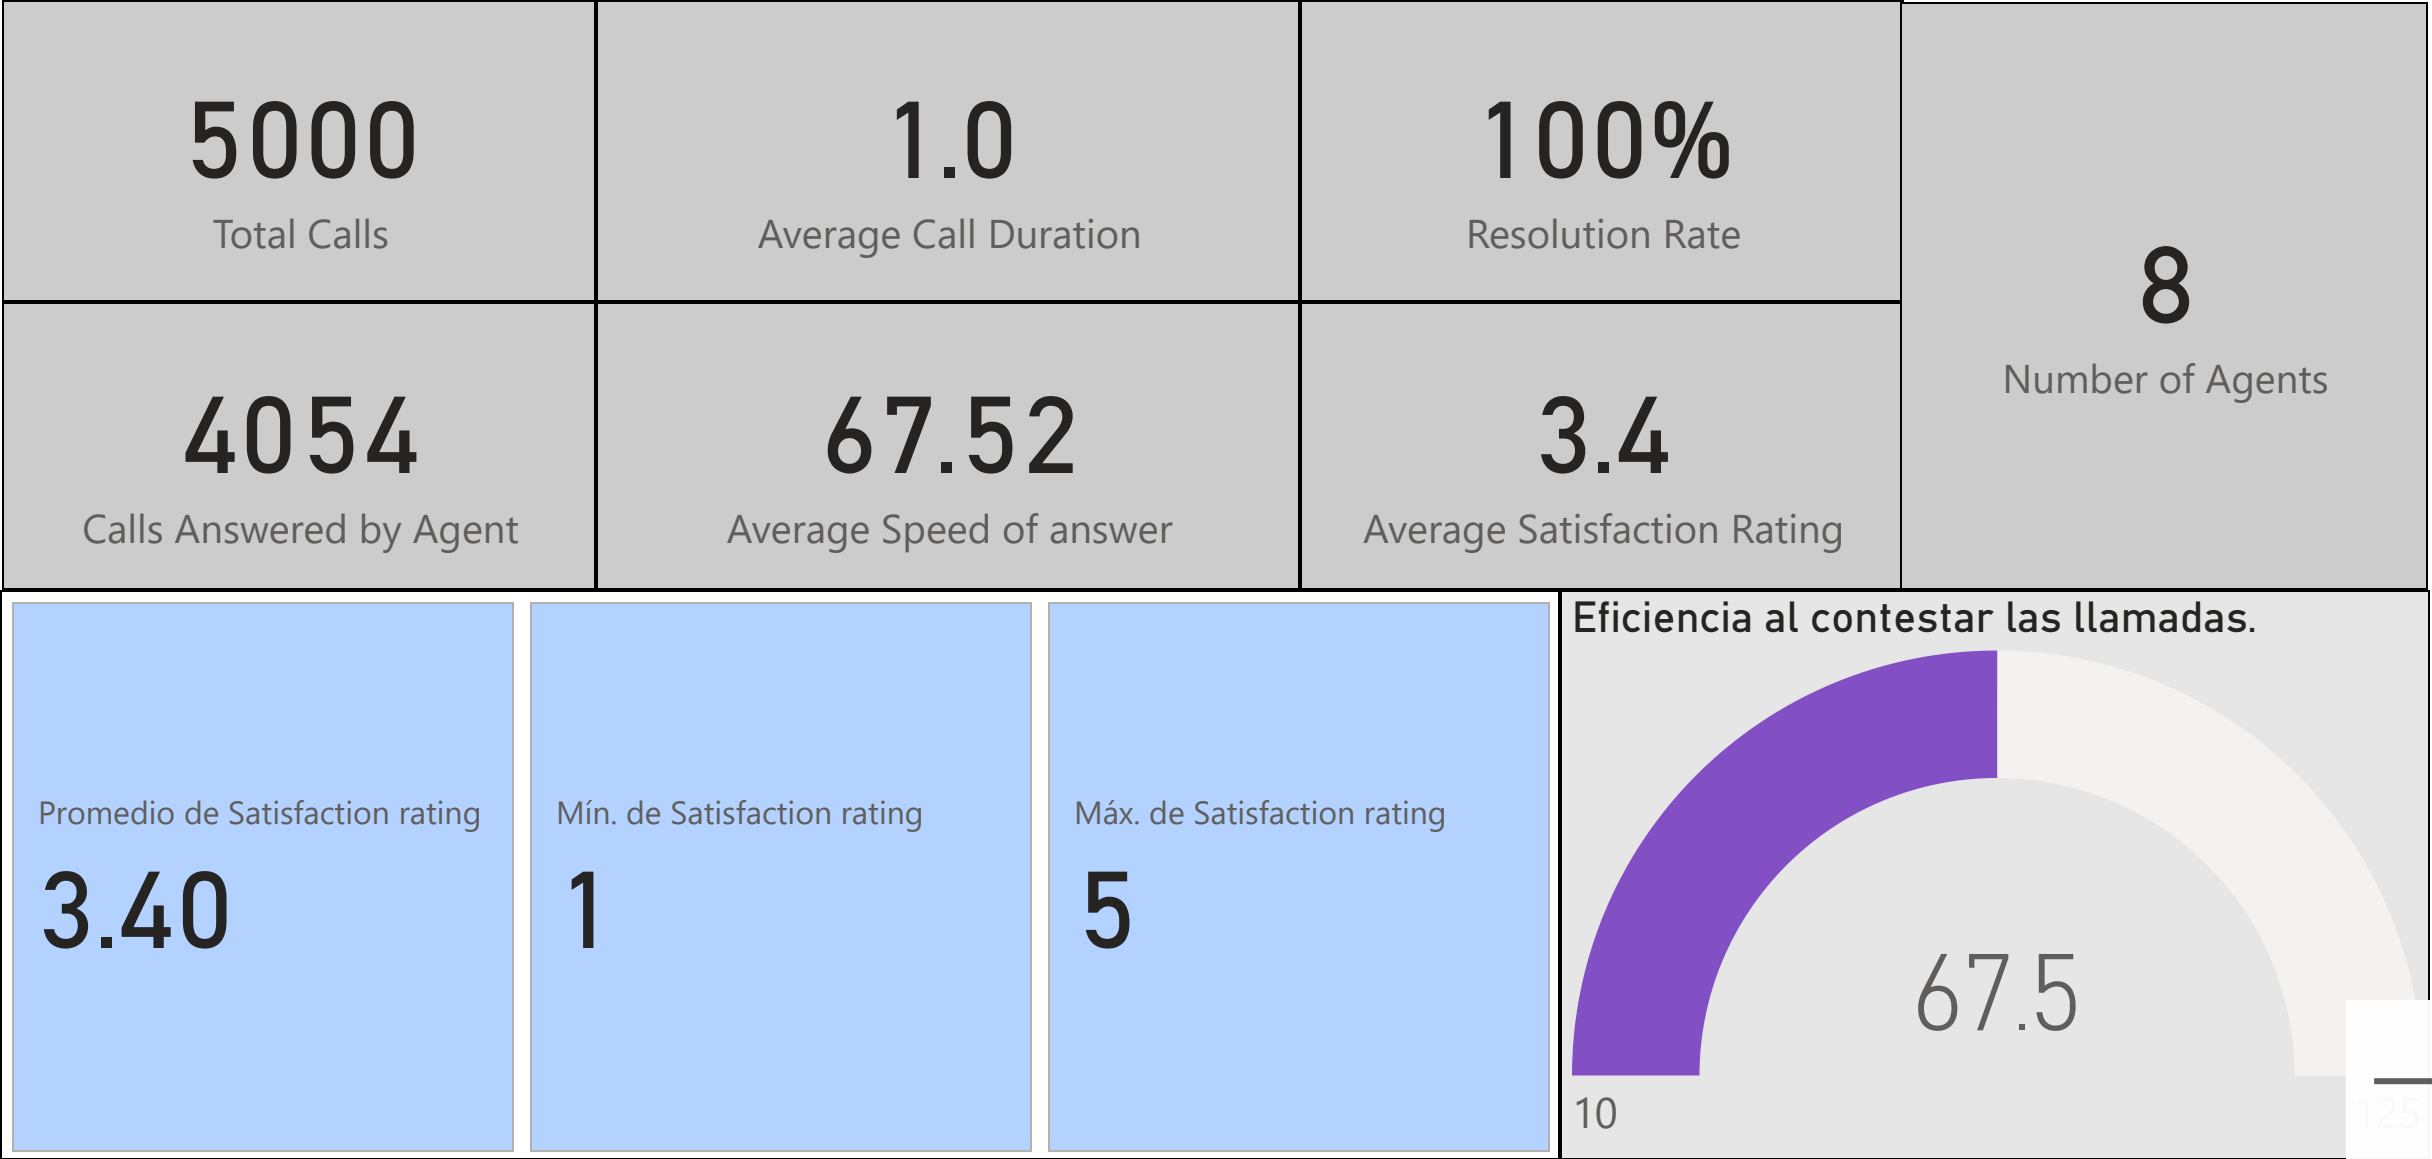 5000
Total Calls
1.0
Average Call Duration
100%
Resolution Rate
8
Number of Agents
4054
Calls Answered by Agent
67.52
Average Speed of answer
3.4
Average Satisfaction Rating
Promedio de Satisfaction rating
3.40
Mín. de Satisfaction rating
1
Máx. de Satisfaction rating
5
Eficiencia al contestar las llamadas.
67.5
10
125